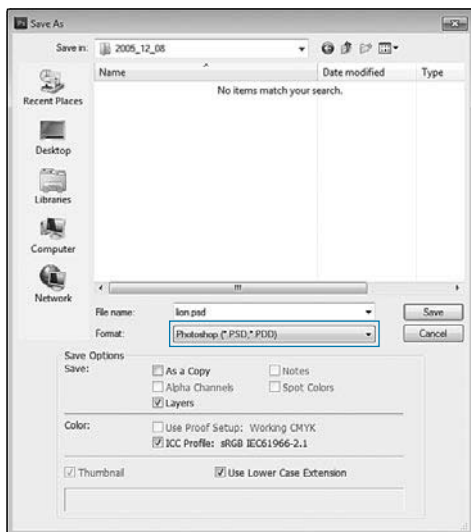 Ps Save As
Save in: 2005_12_08
Name Date modified Type
No items match your search.
Recent Places
Desktop
Libraries
Computer
Network
File name: lion.psd Save
Format: Photoshop (*.PSD;*.PDD) Cancel
Save Options
Save: As a Copy Notes
Alpha Channels Spot Colors
Layers
Color: Use Proof Setup: Working CMYK
ICC Profile: sRGB IEC61966-2.1
Thumbnail Use Lower Case Extension